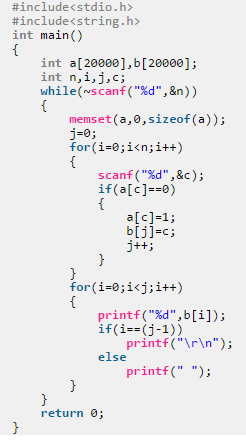 #include<stdio.h>
#include<string.h>
int main()
{
    int a[20000],b[20000];
    int n,i,j,c;
    while(~scanf("%d",&n))
    {
        memset(a,0,sizeof(a));
        j=0;
        for(i=0;i<n;i++)
        {
            scanf("%d",&c);
            if(a[c]==0)
            {
                a[c]=1;
                b[j]=c;
                j++;
            }
        }
        for(i=0;i<j;i++)
        {
            printf("%d",b[i]);
            if(i==(j-1))
                printf("\r\n");
            else
                printf(" ");
        }
    }
    return 0;
}